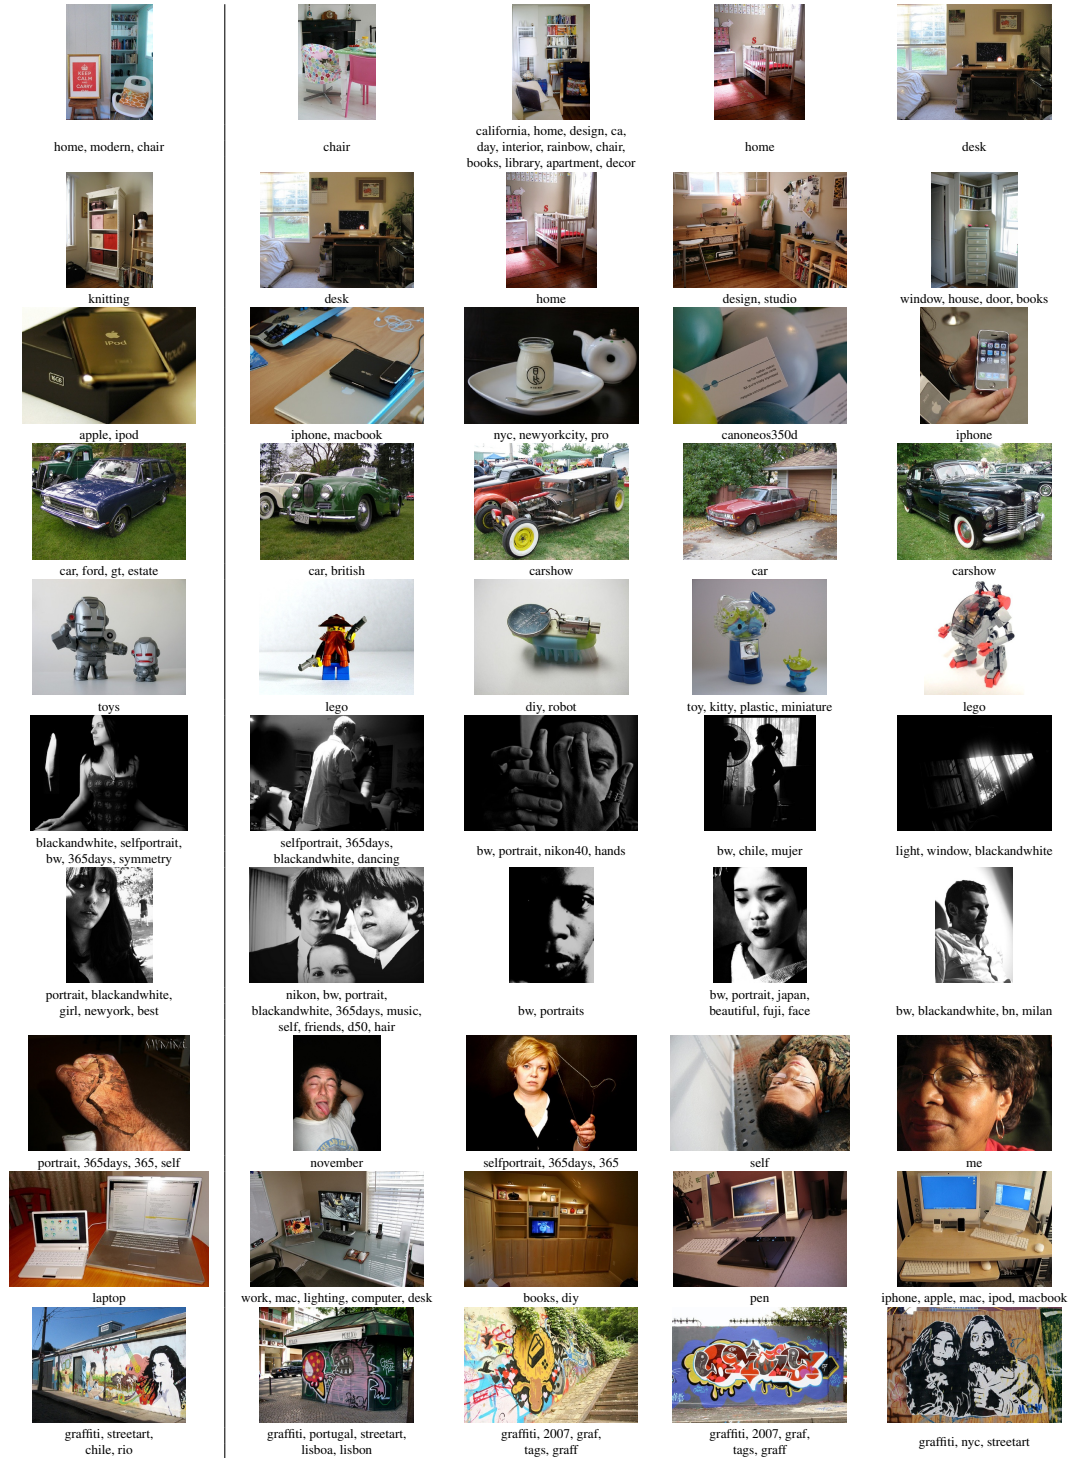 KEEP
CALM
AND
CARRY
home, modern, chair
chair
california, home, design, ca,
day, interior, rainbow, chair,
books, library, apartment, decor
home
desk
knitting
desk
home
design, studio
window, house, door, books
iPod
apple, ipod
iphone, macbook
nyc, newyorkcity, pro
canoneos350d
iphone
car, ford, gt, estate
car, british
carshow
car
carshow
toys
lego
diy, robot
toy, kitty, plastic, miniature
lego
blackandwhite, selfportrait,
bw, 365days, symmetry
selfportrait, 365days,
blackandwhite, dancing
bw, portrait, nikon40, hands
bw, chile, mujer
light, window, blackandwhite
portrait, blackandwhite,
girl, newyork, best
nikon, bw, portrait,
blackandwhite, 365days, music,
self, friends, d50, hair
bw, portraits
bw, portrait, japan,
beautiful, fuji, face
bw, blackandwhite, bn, milan
portrait, 365days, 365, self
november
selfportrait, 365days, 365
self
me
laptop
work, mac, lighting, computer, desk
books, diy
pen
iphone, apple, mac, ipod, macbook
graffiti, streetart,
chile, rio
graffiti, portugal, streetart,
lisboa, lisbon
graffiti, 2007, graf,
tags, graff
graffiti, 2007, graf,
tags, graff
graffiti, nyc, streetart